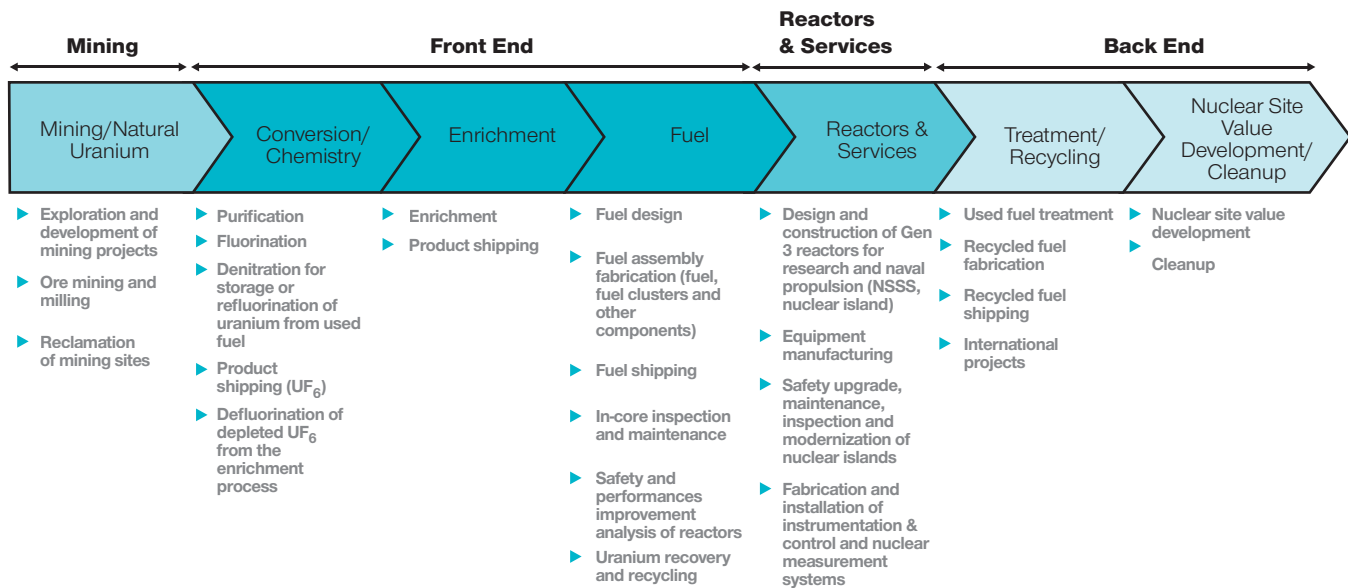 Mining
Front End
Reactors
& Services
Back End
Mining/Natural
Uranium
Conversion/
Chemistry
Enrichment
Fuel
Reactors &
Services
Treatment/
Recycling
Nuclear Site
Value
Development/
Cleanup
Exploration and
development of
mining projects
Ore mining and
milling
Reclamation
of mining sites
Purification
Fluorination
Denitration for
storage or
refluorination of
uranium from used
fuel
Product
shipping (UF6)
Defluorination of
depleted UF6
from the
enrichment
process
Enrichment
Product shipping
Fuel design
Fuel assembly
fabrication (fuel,
fuel clusters and
other
components)
Fuel shipping
In-core inspection
and maintenance
Safety and
performances
improvement
analysis of reactors
Uranium recovery
and recycling
Design and
construction of Gen
3 reactors for
research and naval
propulsion (NSSS,
nuclear island)
Equipment
manufacturing
Safety upgrade,
maintenance,
inspection and
modernization of
nuclear islands
Fabrication and
installation of
instrumentation &
control and nuclear
measurement
systems
Used fuel treatment
Recycled fuel
fabrication
Recycled fuel
shipping
International
projects
Nuclear site value
development
Cleanup